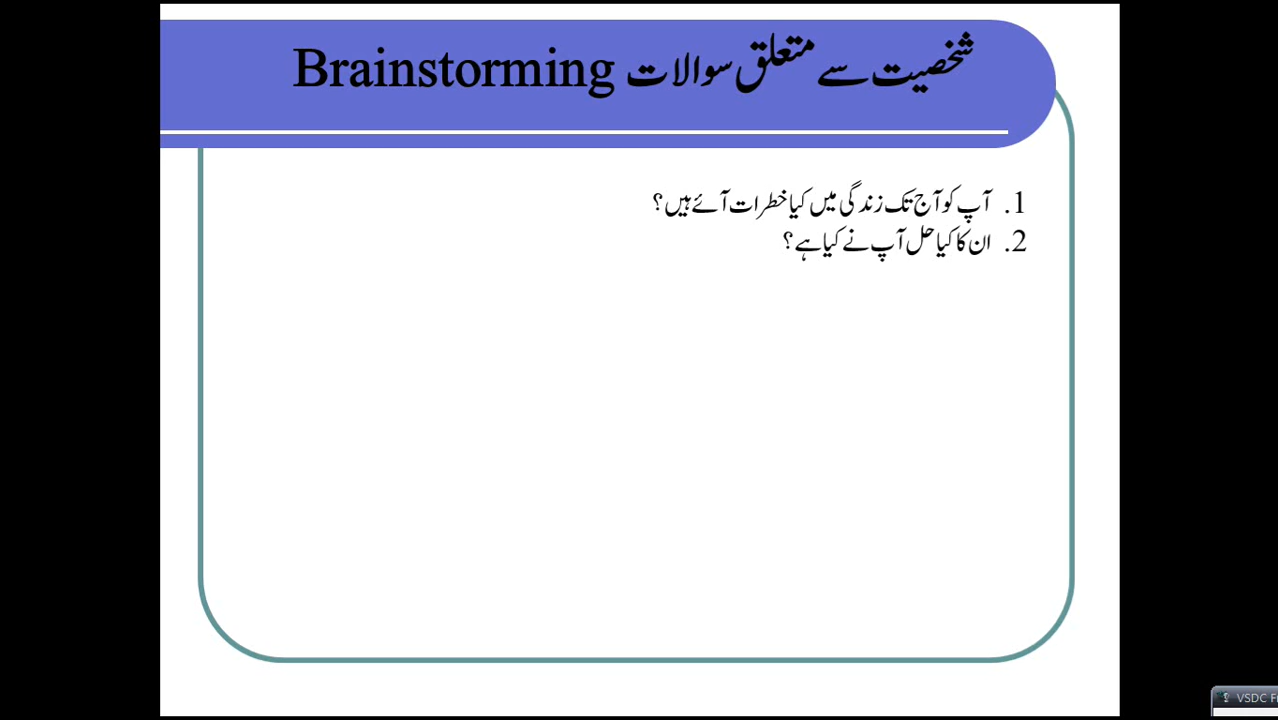 شخصیت سے متعلق سوالات Brainstorming
1. آپ کو آج تک زندگی میں کیا خطرات آئے ہیں؟
2. ان کا کیا حل آپ نے کیا ہے؟
VSDC